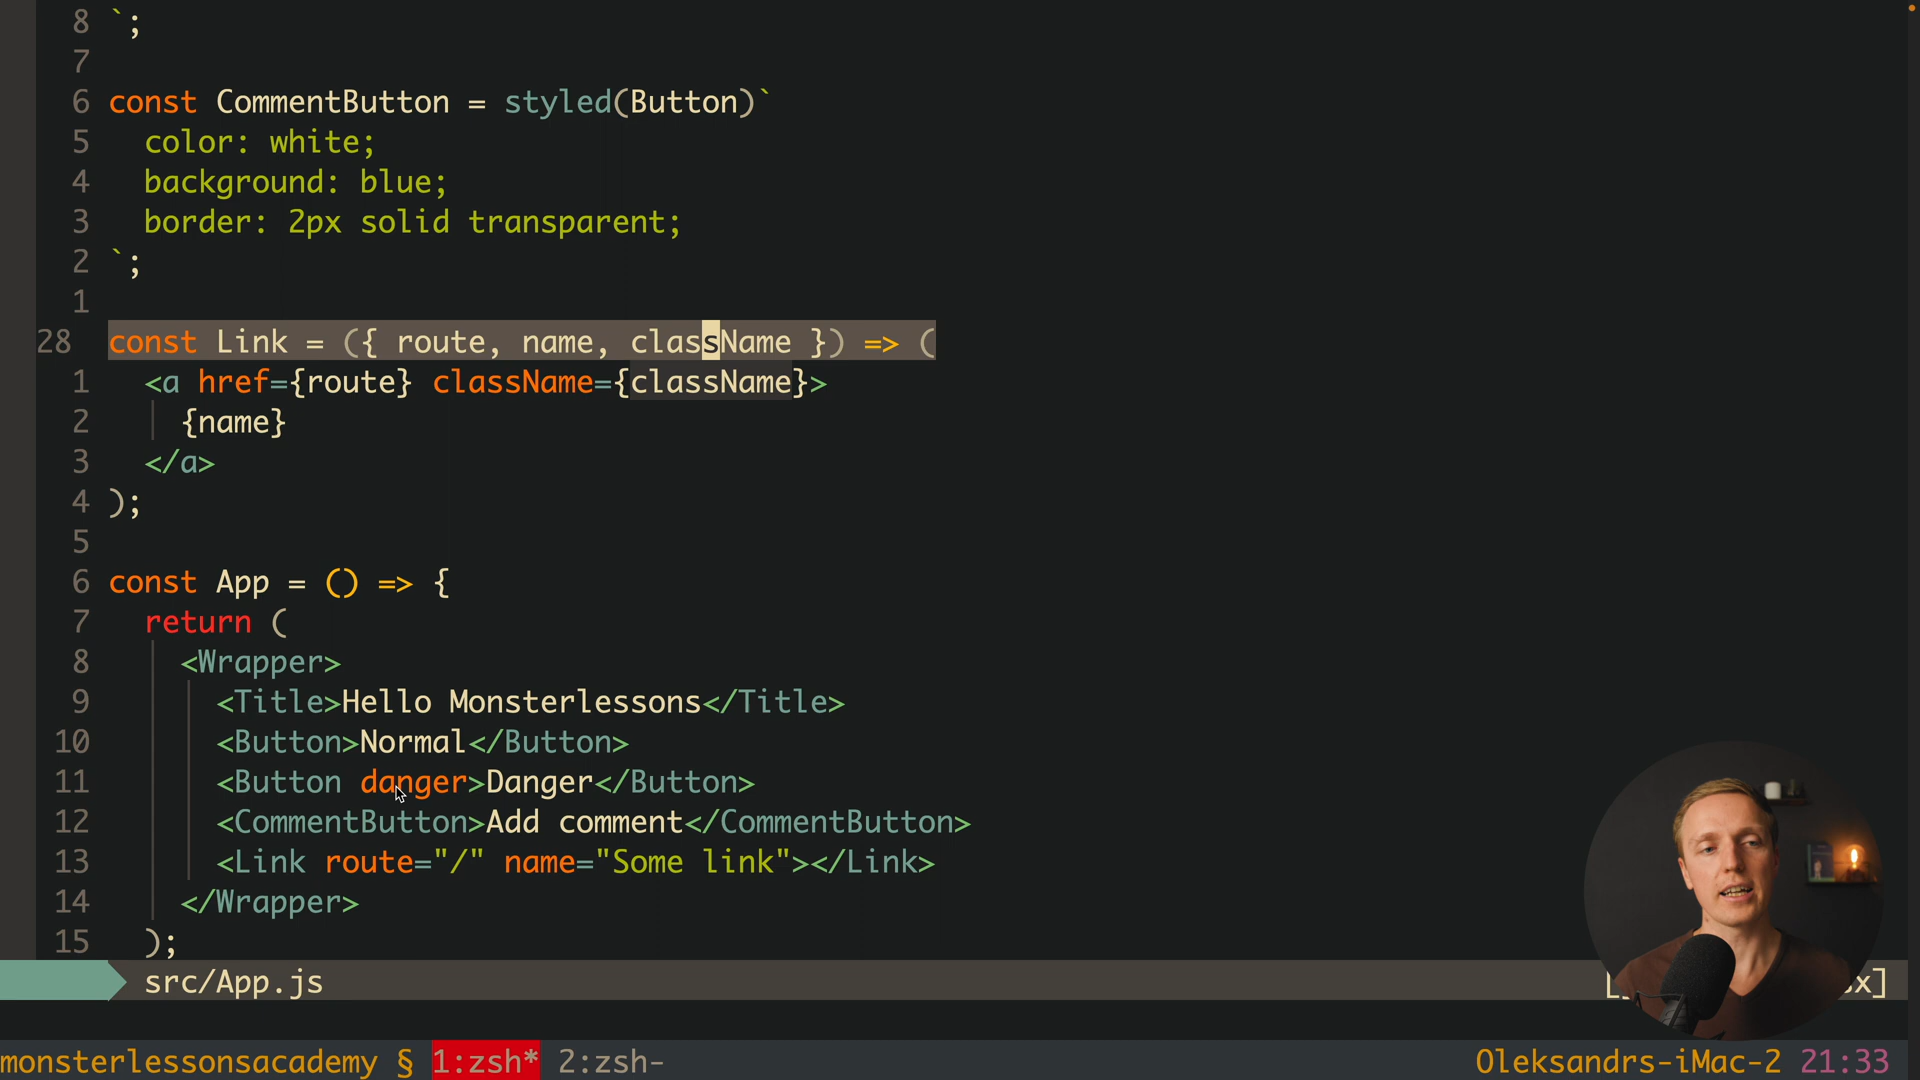 8 `;
7
6 const CommentButton = styled(Button)`
5 color: white;
4 background: blue;
3 border: 2px solid transparent;
2 `;
1
28 const Link = ({ route, name, className }) => (
1 <a href={route} className={className}>
2 {name}
3 </a>
4 );
5
6 const App = () => {
7 return (
8 <Wrapper>
9 <Title>Hello Monsterlessons</Title>
10 <Button>Normal</Button>
11 <Button danger>Danger</Button>
12 <CommentButton>Add comment</CommentButton>
13 <Link route="/" name="Some link"></Link>
14 </Wrapper>
15 );
src/App.js
monsterlessonsacademy § 1:zsh* 2:zsh- Oleksandrs-iMac-2 21:33